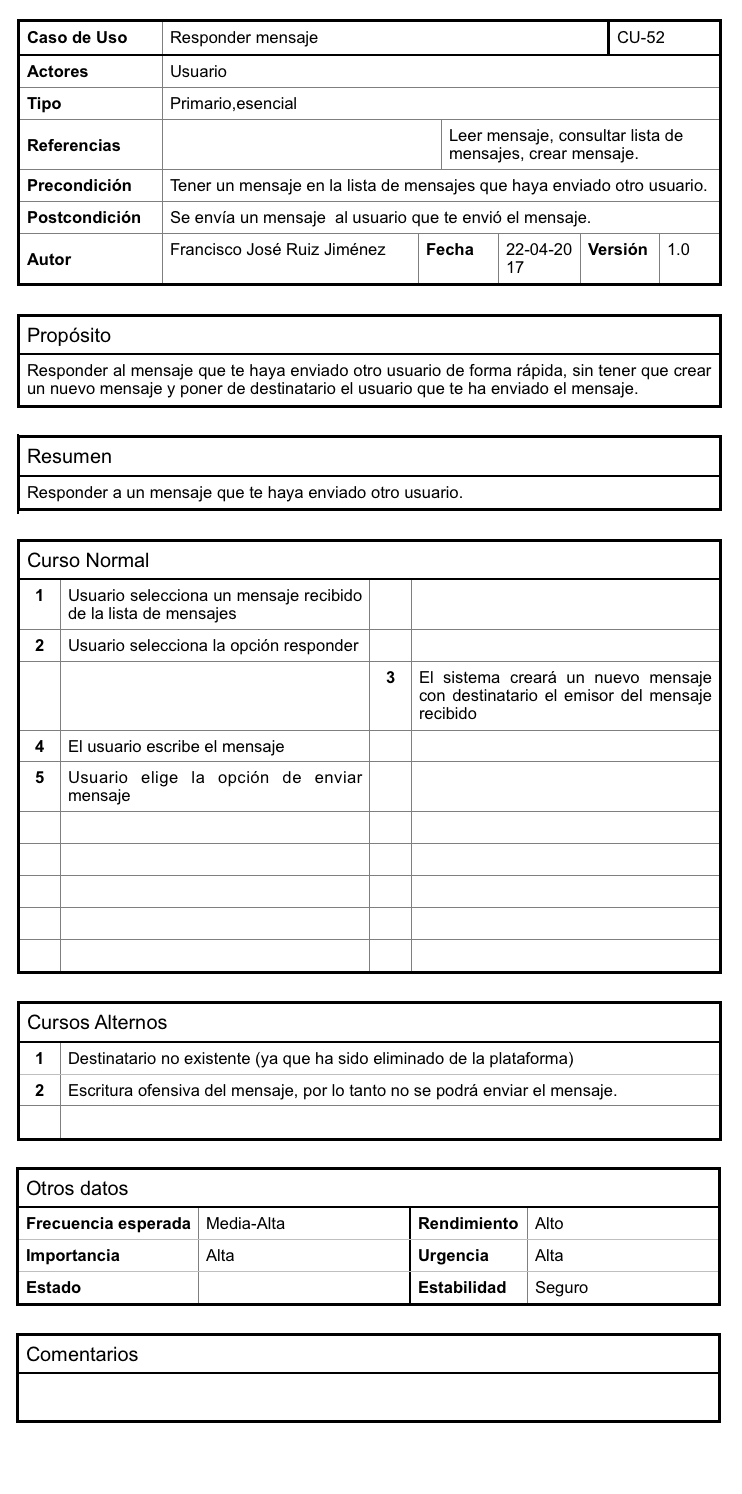 Caso de Uso Responder mensaje CU-52
Actores Usuario
Tipo Primario,esencial
Referencias Leer mensaje, consultar lista de
mensajes, crear mensaje.
Precondición Tener un mensaje en la lista de mensajes que haya enviado otro usuario.
Postcondición Se envía un mensaje al usuario que te envió el mensaje.
Autor Francisco José Ruiz Jiménez Fecha 22-04-20 Versión 1.0
17
Propósito
Responder al mensaje que te haya enviado otro usuario de forma rápida, sin tener que crear
un nuevo mensaje y poner de destinatario el usuario que te ha enviado el mensaje.
Resumen
Responder a un mensaje que te haya enviado otro usuario.
Curso Normal
1 Usuario selecciona un mensaje recibido
de la lista de mensajes
2 Usuario selecciona la opción responder
3 El sistema creará un nuevo mensaje
con destinatario el emisor del mensaje
recibido
4 El usuario escribe el mensaje
5 Usuario elige la opción de enviar
mensaje
Cursos Alternos
1 Destinatario no existente (ya que ha sido eliminado de la plataforma)
2 Escritura ofensiva del mensaje, por lo tanto no se podrá enviar el mensaje.
Otros datos
Frecuencia esperada Media-Alta Rendimiento Alto
Importancia Alta Urgencia Alta
Estado Estabilidad Seguro
Comentarios